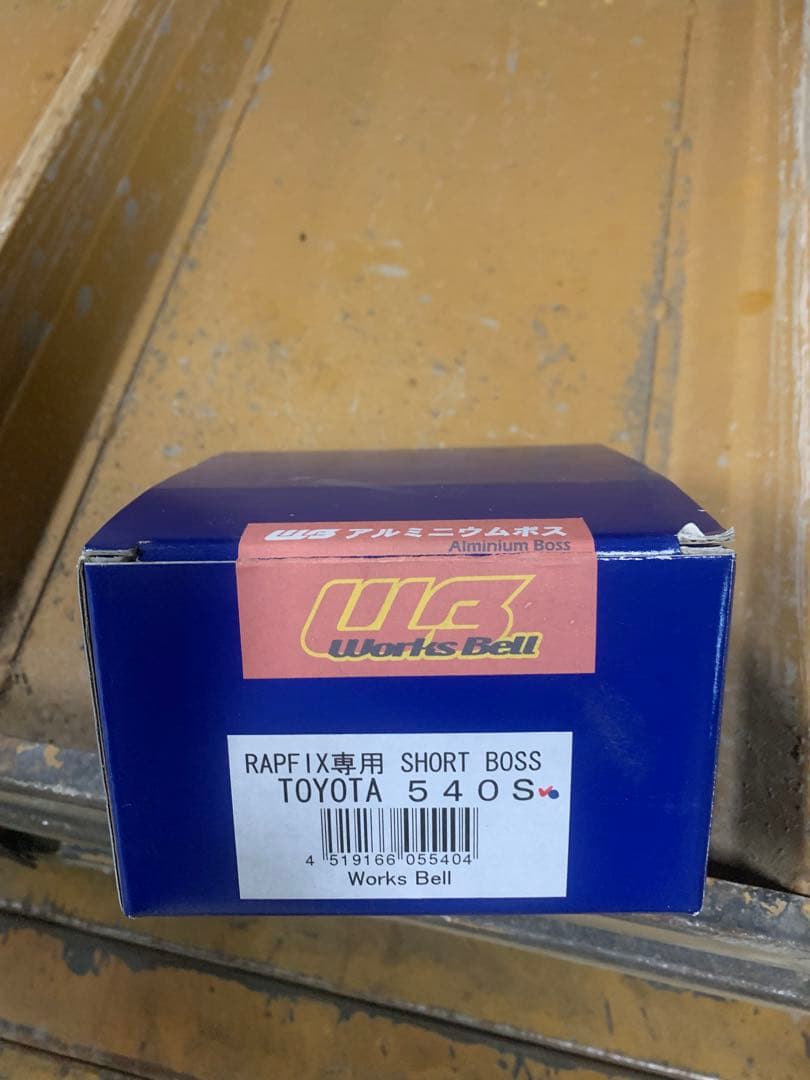 WB アルミニウムボス
Alminium Boss
WB
Works Bell
RAPFIX専用 SHORT BOSS
TOYOTA 540S
4 519166 055404
Works Bell